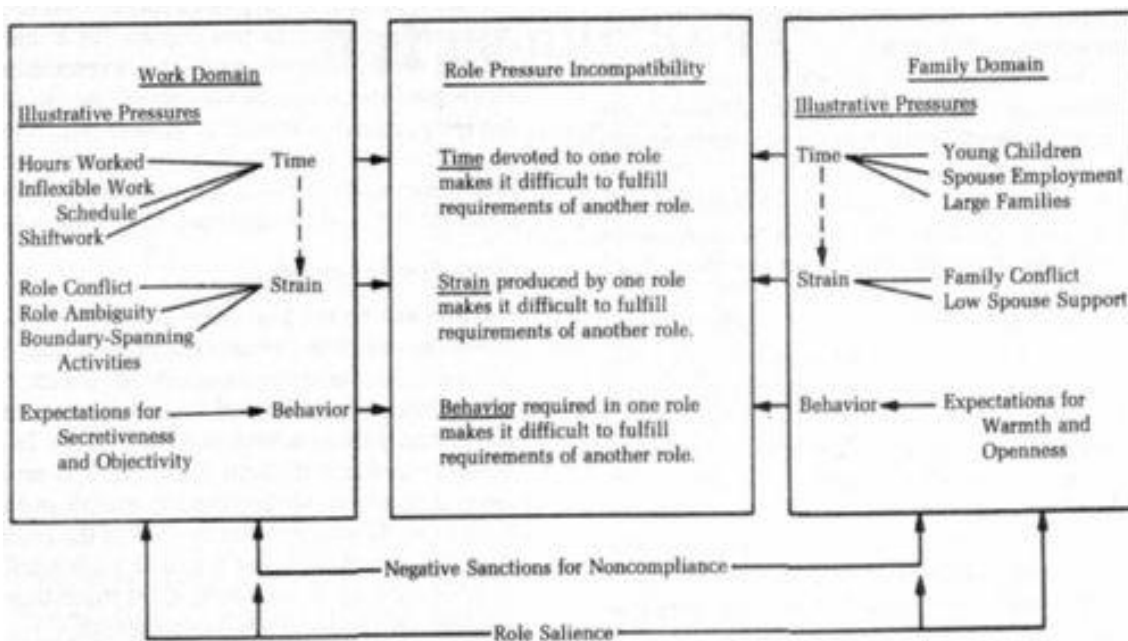 Work Domain
Illustrative Pressures
Hours Worked
Inflexible Work
Schedule
Shiftwork
Time
Role Conflict
Role Ambiguity
Boundary-Spanning
Activities
Strain
Expectations for
Secretiveness
and Objectivity
Behavior
Role Pressure Incompatibility
Time devoted to one role
makes it difficult to fulfill
requirements of another role.
Strain produced by one role
makes it difficult to fulfill
requirements of another role.
Behavior required in one role
makes it difficult to fulfill
requirements of another role.
Family Domain
Illustrative Pressures
Time
Young Children
Spouse Employment
Large Families
Strain
Family Conflict
Low Spouse Support
Behavior
Expectations for
Warmth and
Openness
Negative Sanctions for Noncompliance
Role Salience